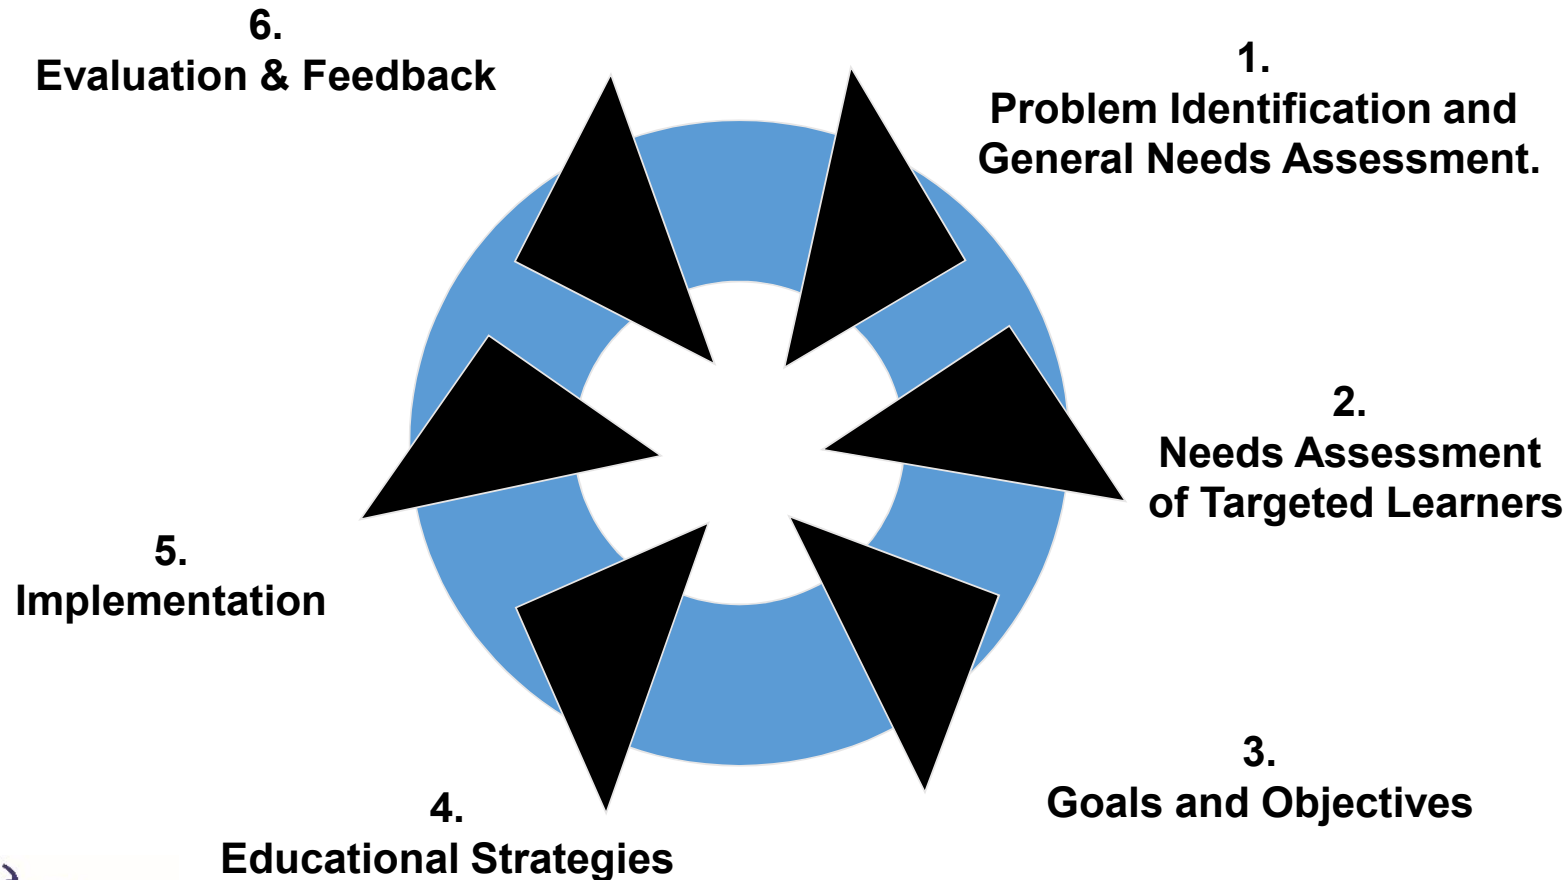 1.
Problem Identification and
General Needs Assessment.
2.
Needs Assessment
of Targeted Learners
3.
Goals and Objectives
4.
Educational Strategies
5.
Implementation
6.
Evaluation & Feedback